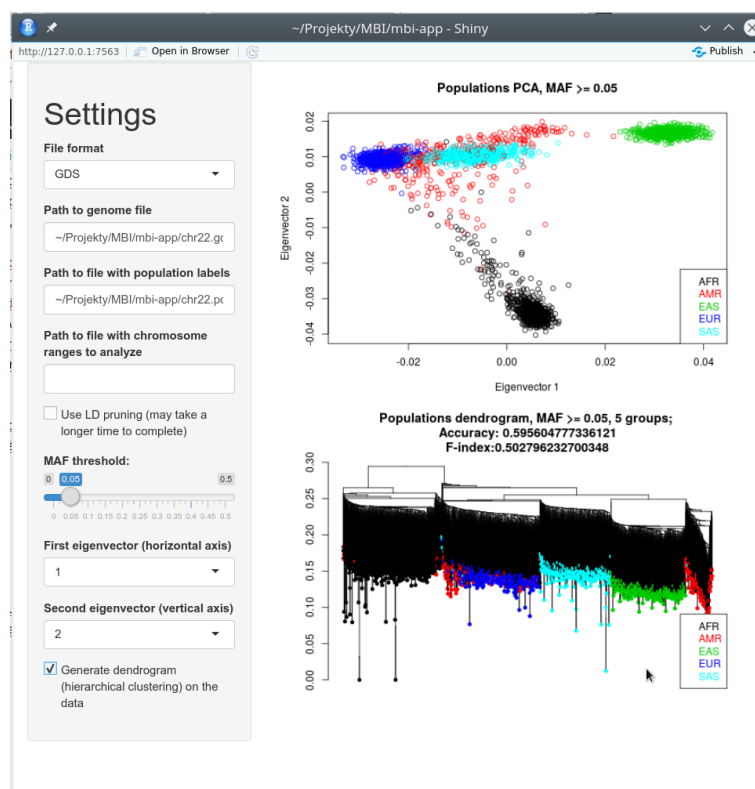 ~/Projekty/MBI/mbi-app - Shiny
http://127.0.0.1:7563
Open in Browser
Publish
Settings
File format
GDS
Path to genome file
~/Projekty/MBI/mbi-app/chr22.gc
Path to file with population labels
~/Projekty/MBI/mbi-app/chr22.pc
Path to file with chromosome
ranges to analyze
Use LD pruning (may take a
longer time to complete)
MAF threshold:
0 0.05 0.5
0 0.05 0.1 0.15 0.2 0.25 0.3 0.35 0.4 0.45 0.5
First eigenvector (horizontal axis)
1
Second eigenvector (vertical axis)
2
Generate dendrogram
(hierarchical clustering) on the
data
Populations PCA, MAF >= 0.05
Eigenvector 2
0.02
0.01
0.00
-0.01
-0.02
-0.03
-0.04
AFR
AMR
EAS
EUR
SAS
-0.02 0.00 0.02 0.04
Eigenvector 1
Populations dendrogram, MAF >= 0.05, 5 groups;
Accuracy: 0.595604777336121
F-index:0.502796232700348
0.30
0.25
0.20
0.15
0.10
0.05
0.00
AFR
AMR
EAS
EUR
SAS